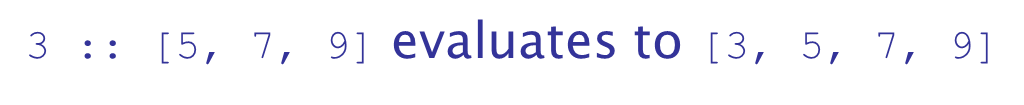 3 :: [5, 7, 9] evaluates to [3, 5, 7, 9]